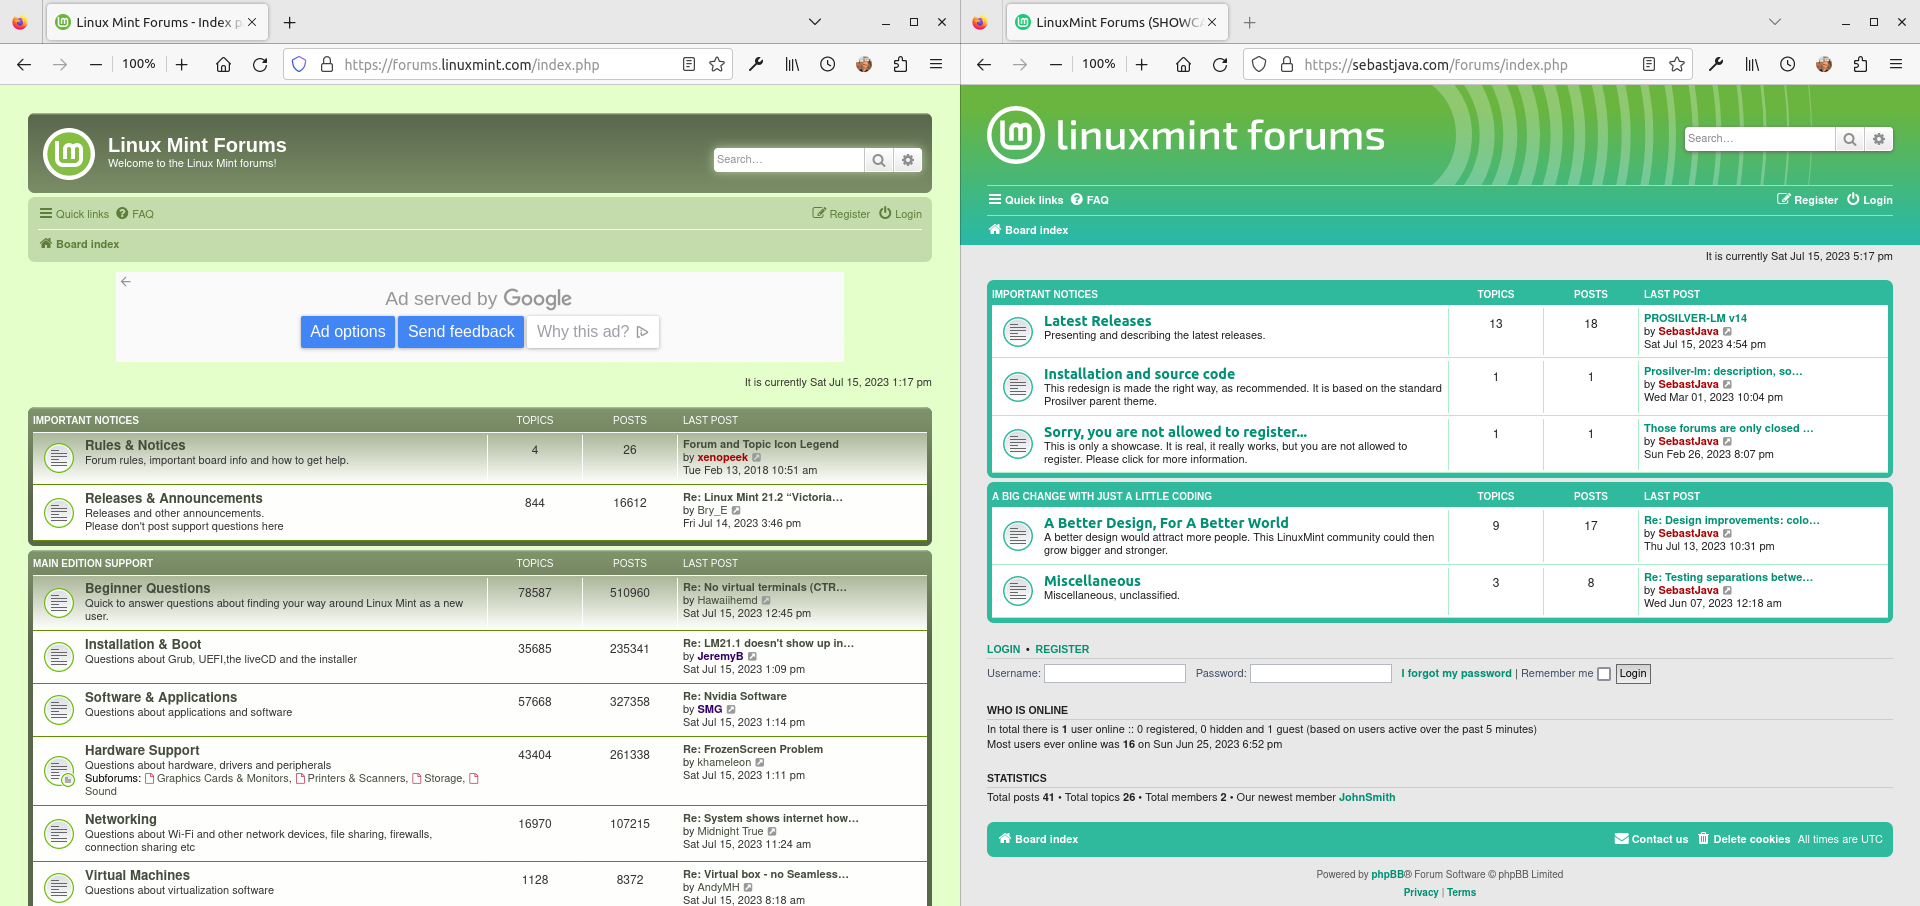 Linux Mint Forums - Index p
100%
https://forums.linuxmint.com/index.php
Linux Mint Forums
Welcome to the Linux Mint forums!
Search…
Quick links FAQ
Register Login
Board index
Ad served by Google
Ad options Send feedback Why this ad?
It is currently Sat Jul 15, 2023 1:17 pm
IMPORTANT NOTICES TOPICS POSTS LAST POST
Rules & Notices
Forum rules, important board info and how to get help.
4 26
Forum and Topic Icon Legend
by xenopeek
Tue Feb 13, 2018 10:51 am
Releases & Announcements
Releases and other announcements.
Please don't post support questions here
844 16612
Re: Linux Mint 21.2 “Victoria…
by Bry_E
Fri Jul 14, 2023 3:46 pm
MAIN EDITION SUPPORT TOPICS POSTS LAST POST
Beginner Questions
Quick to answer questions about finding your way around Linux Mint as a new
user.
78587 510960
Re: No virtual terminals (CTR…
by Hawaiihemd
Sat Jul 15, 2023 12:45 pm
Installation & Boot
Questions about Grub, UEFI,the liveCD and the installer
35685 235341
Re: LM21.1 doesn't show up in…
by JeremyB
Sat Jul 15, 2023 1:09 pm
Software & Applications
Questions about applications and software
57668 327358
Re: Nvidia Software
by SMG
Sat Jul 15, 2023 1:14 pm
Hardware Support
Questions about hardware, drivers and peripherals
Subforums: Graphics Cards & Monitors, Printers & Scanners, Storage,
Sound
43404 261338
Re: FrozenScreen Problem
by khameleon
Sat Jul 15, 2023 1:11 pm
Networking
Questions about Wi-Fi and other network devices, file sharing, firewalls,
connection sharing etc
16970 107215
Re: System shows internet how…
by Midnight True
Sat Jul 15, 2023 11:24 am
Virtual Machines
Questions about virtualization software
1128 8372
Re: Virtual box - no Seamless…
by AndyMH
Sat Jul 15, 2023 8:18 am
LinuxMint Forums (SHOWCA
100%
https://sebastjava.com/forums/index.php
linuxmint forums
Search…
Quick links FAQ
Register Login
Board index
It is currently Sat Jul 15, 2023 5:17 pm
IMPORTANT NOTICES TOPICS POSTS LAST POST
Latest Releases
Presenting and describing the latest releases.
13 18
PROSILVER-LM v14
by SebastJava
Sat Jul 15, 2023 4:54 pm
Installation and source code
This redesign is made the right way, as recommended. It is based on the standard
Prosilver parent theme.
1 1
Prosilver-lm: description, so…
by SebastJava
Wed Mar 01, 2023 10:04 pm
Sorry, you are not allowed to register...
This is only a showcase. It is real, it really works, but you are not allowed to
register. Please click for more information.
1 1
Those forums are only closed …
by SebastJava
Sun Feb 26, 2023 8:07 pm
A BIG CHANGE WITH JUST A LITTLE CODING TOPICS POSTS LAST POST
A Better Design, For A Better World
A better design would attract more people. This LinuxMint community could then
grow bigger and stronger.
9 17
Re: Design improvements: colo…
by SebastJava
Thu Jul 13, 2023 10:31 pm
Miscellaneous
Miscellaneous, unclassified.
3 8
Re: Testing separations betwe…
by SebastJava
Wed Jun 07, 2023 12:18 am
LOGIN • REGISTER
Username: Password: I forgot my password | Remember me Login
WHO IS ONLINE
In total there is 1 user online :: 0 registered, 0 hidden and 1 guest (based on users active over the past 5 minutes)
Most users ever online was 16 on Sun Jun 25, 2023 6:52 pm
STATISTICS
Total posts 41 • Total topics 26 • Total members 2 • Our newest member JohnSmith
Board index Contact us Delete cookies All times are UTC
Powered by phpBB® Forum Software © phpBB Limited
Privacy | Terms